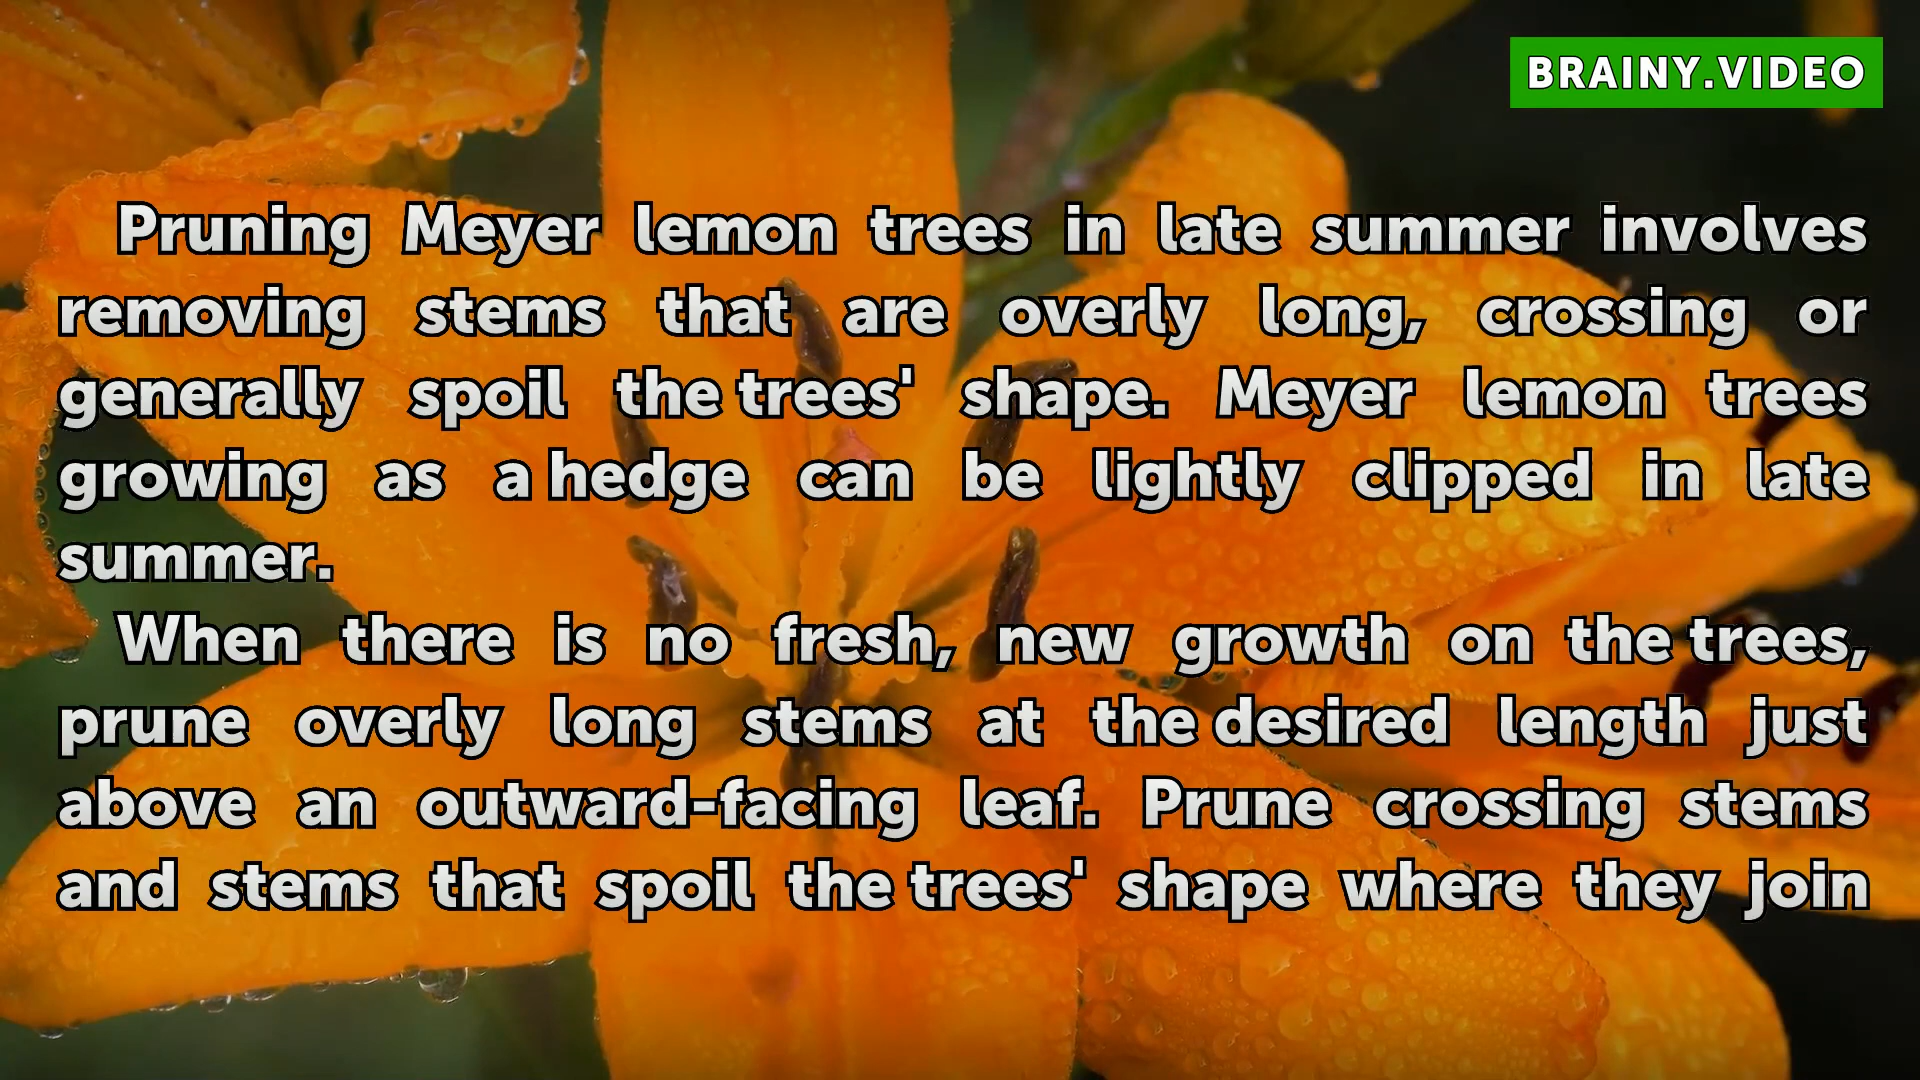 BRAINY.VIDEO
Pruning Meyer lemon trees in late summer involves
removing stems that are overly long, crossing or
generally spoil the trees' shape. Meyer lemon trees
growing as a hedge can be lightly clipped in late
summer.
When there is no fresh, new growth on the trees,
prune overly long stems at the desired length just
above an outward-facing leaf. Prune crossing stems
and stems that spoil the trees' shape where they join